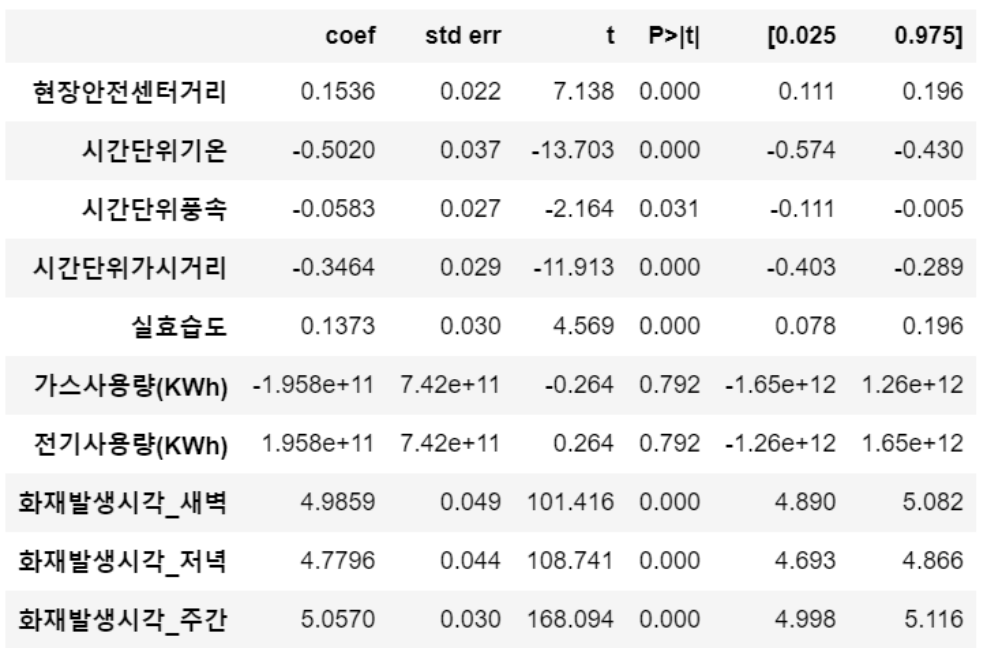 coef std err t P>|t| [0.025 0.975]
현장안전센터거리 0.1536 0.022 7.138 0.000 0.111 0.196
시간단위기온 -0.5020 0.037 -13.703 0.000 -0.574 -0.430
시간단위풍속 -0.0583 0.027 -2.164 0.031 -0.111 -0.005
시간단위가시거리 -0.3464 0.029 -11.913 0.000 -0.403 -0.289
실효습도 0.1373 0.030 4.569 0.000 0.078 0.196
가스사용량(KWh) -1.958e+11 7.42e+11 -0.264 0.792 -1.65e+12 1.26e+12
전기사용량(KWh) 1.958e+11 7.42e+11 0.264 0.792 -1.26e+12 1.65e+12
화재발생시각_새벽 4.9859 0.049 101.416 0.000 4.890 5.082
화재발생시각_저녁 4.7796 0.044 108.741 0.000 4.693 4.866
화재발생시각_주간 5.0570 0.030 168.094 0.000 4.998 5.116